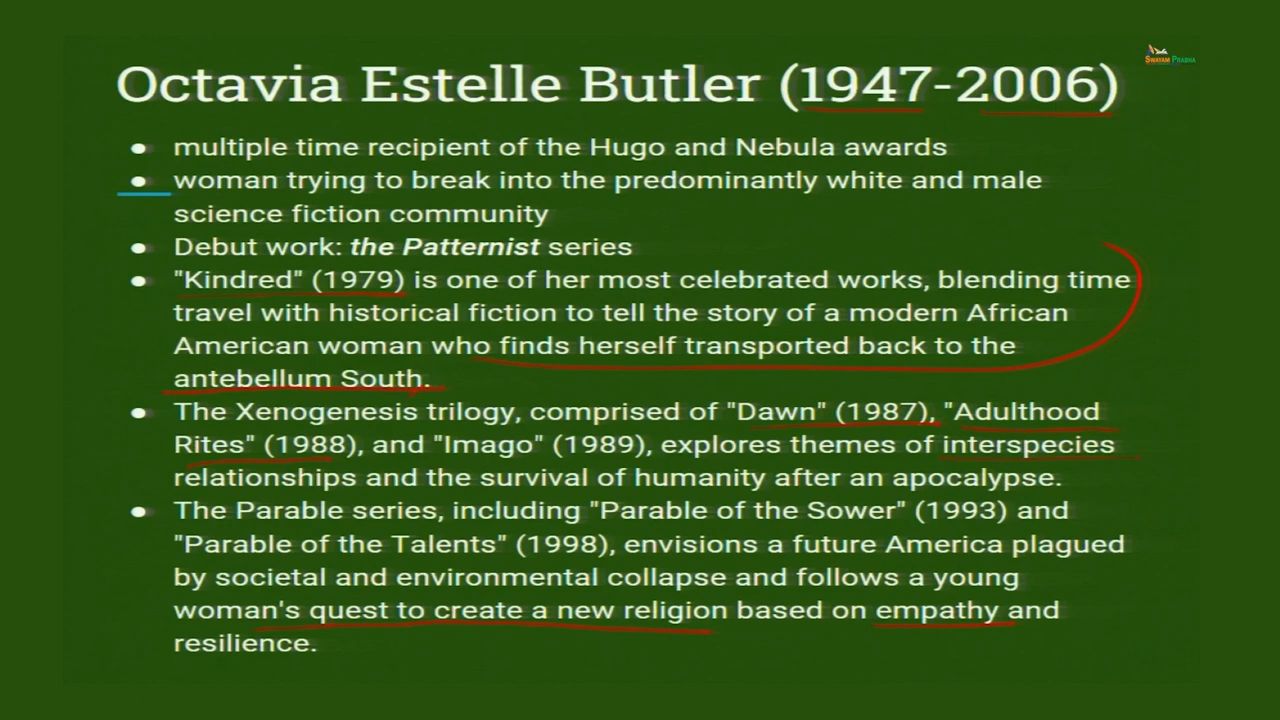 SWAYAM PRABHA
Octavia Estelle Butler (1947-2006)
● multiple time recipient of the Hugo and Nebula awards
● woman trying to break into the predominantly white and male
science fiction community
● Debut work: the Patternist series
● "Kindred" (1979) is one of her most celebrated works, blending time
travel with historical fiction to tell the story of a modern African
American woman who finds herself transported back to the
antebellum South.
● The Xenogenesis trilogy, comprised of "Dawn" (1987), "Adulthood
Rites" (1988), and "Imago" (1989), explores themes of interspecies
relationships and the survival of humanity after an apocalypse.
● The Parable series, including "Parable of the Sower" (1993) and
"Parable of the Talents" (1998), envisions a future America plagued
by societal and environmental collapse and follows a young
woman's quest to create a new religion based on empathy and
resilience.